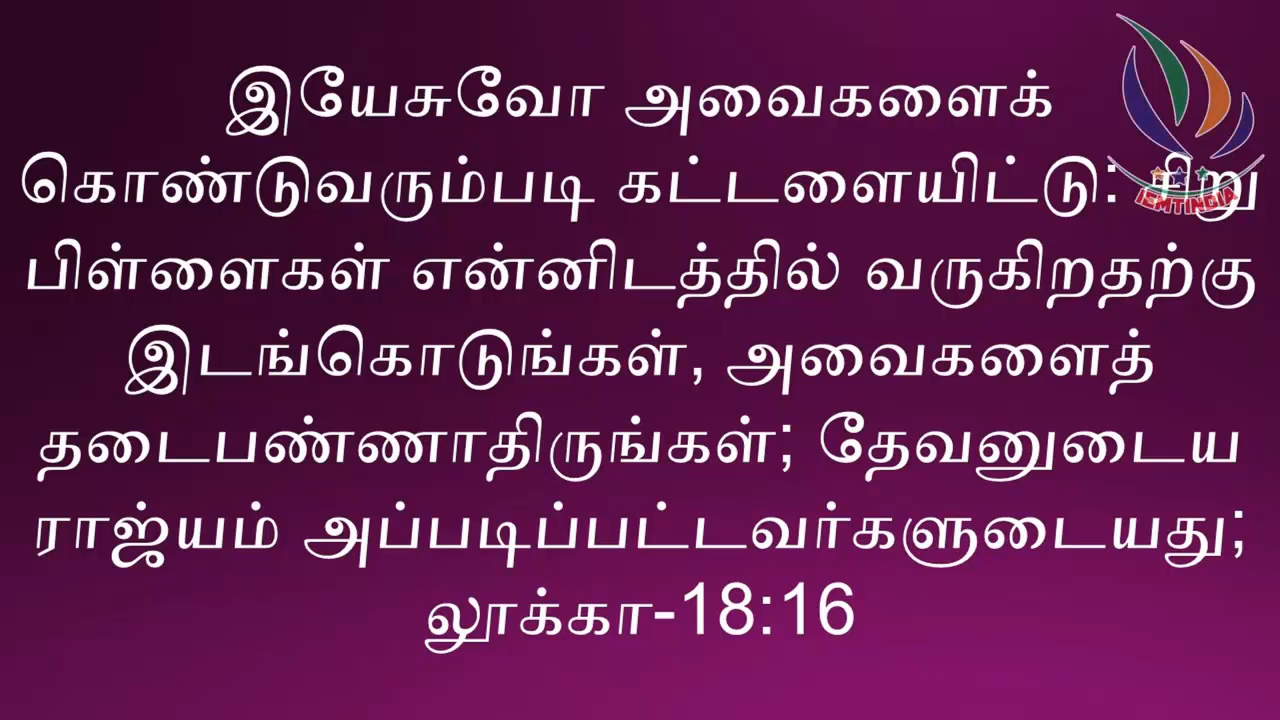 இயேசுவோ அவைகளைக்
கொண்டுவரும்படி கட்டளையிட்டு: சிறு
பிள்ளைகள் என்னிடத்தில் வருகிறதற்கு
இடங்கொடுங்கள், அவைகளைத்
தடைபண்ணாதிருங்கள்; தேவனுடைய
ராஜ்யம் அப்படிப்பட்டவர்களுடையது;
லூக்கா-18:16
IEMTINDIA